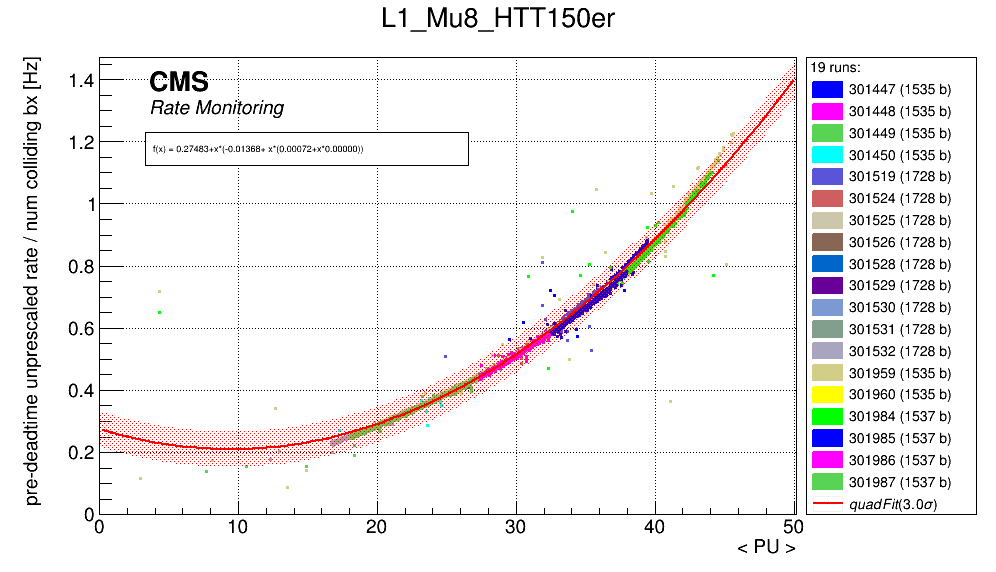 L1_Mu8_HTT150er
pre-deadtime unprescaled rate / num colliding bx [Hz]
CMS
Rate Monitoring
f(x) = 0.27483+x*(-0.01368+ x*(0.00072+x*0.00000))
1.4
1.2
1
0.8
0.6
0.4
0.2
0
0 10 20 30 40 50
< PU >
19 runs:
301447 (1535 b)
301448 (1535 b)
301449 (1535 b)
301450 (1535 b)
301519 (1728 b)
301524 (1728 b)
301525 (1728 b)
301526 (1728 b)
301528 (1728 b)
301529 (1728 b)
301530 (1728 b)
301531 (1728 b)
301532 (1728 b)
301959 (1535 b)
301960 (1535 b)
301984 (1537 b)
301985 (1537 b)
301986 (1537 b)
301987 (1537 b)
quadFit(3.0σ)